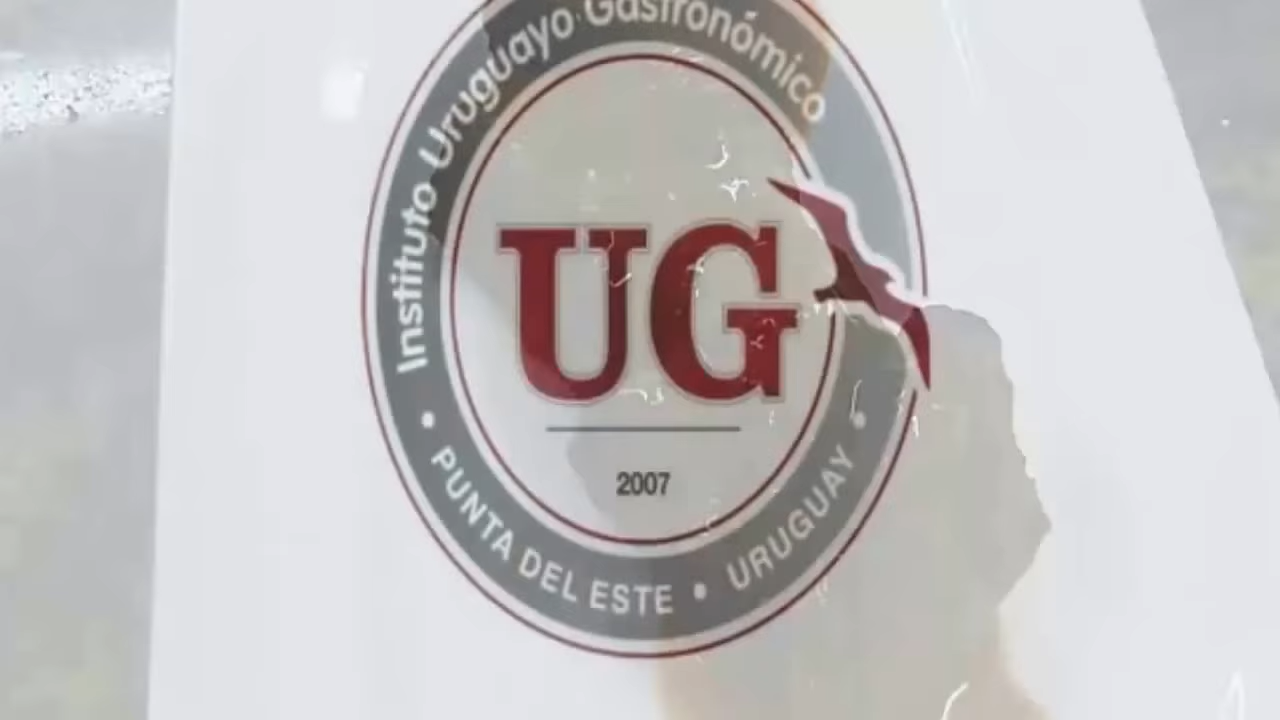 Instituto Uruguayo Gastronómico
UG
2007
• PUNTA DEL ESTE • URUGUAY •